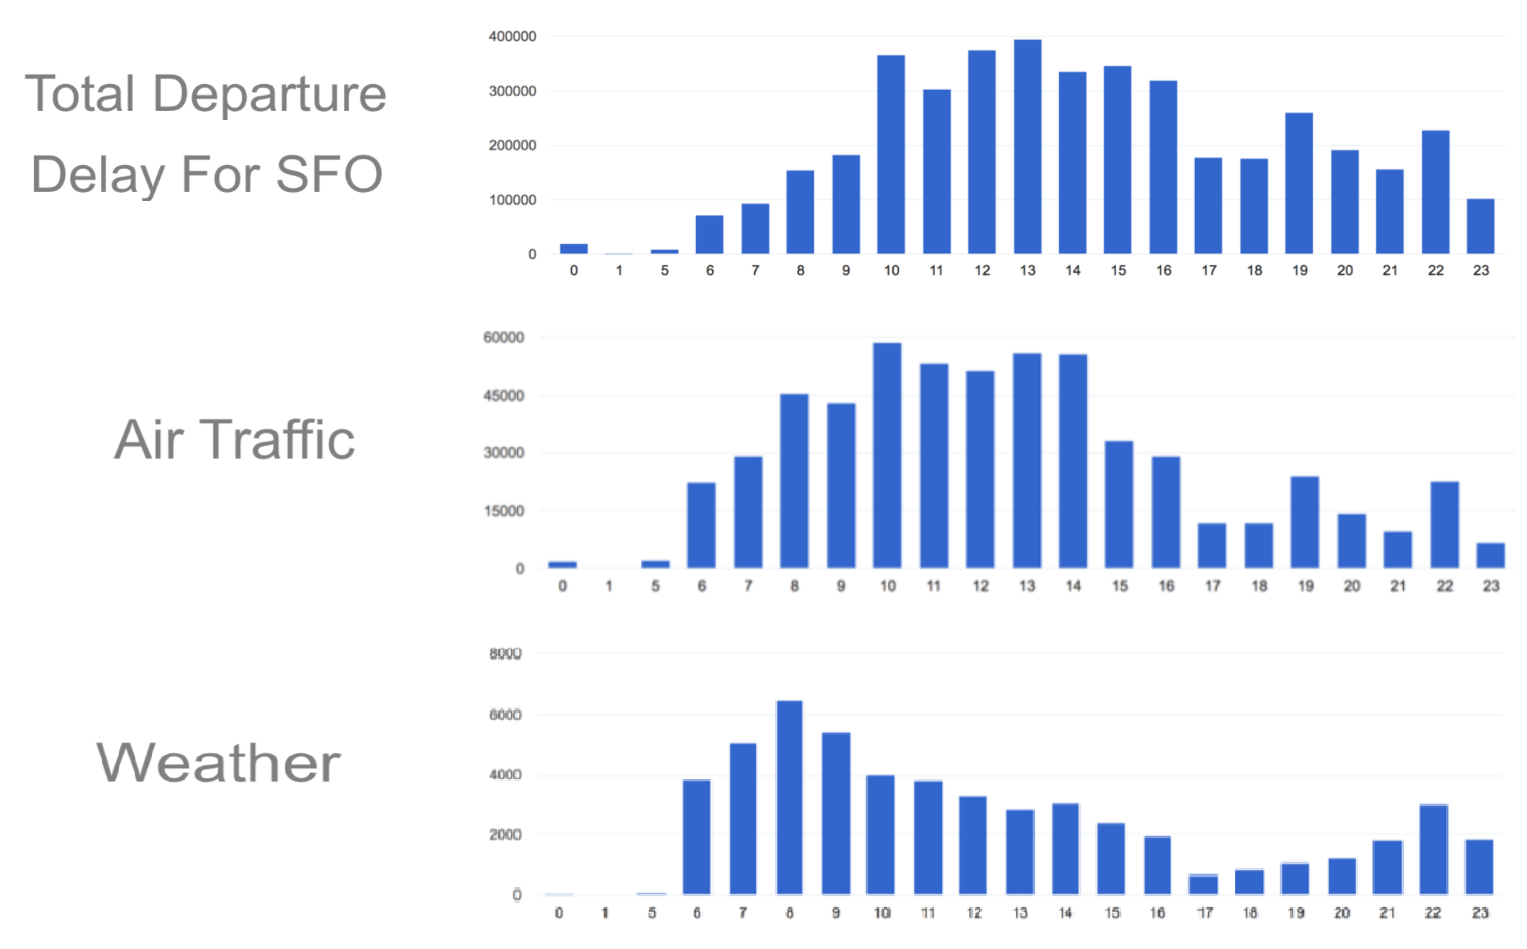 Total Departure
Delay For SFO
400000
300000
200000
100000
0
0 1 5 6 7 8 9 10 11 12 13 14 15 16 17 18 19 20 21 22 23
Air Traffic
60000
45000
30000
15000
0
0 1 5 6 7 8 9 10 11 12 13 14 15 16 17 18 19 20 21 22 23
Weather
8000
6000
4000
2000
0
0 1 5 6 7 8 9 10 11 12 13 14 15 16 17 18 19 20 21 22 23